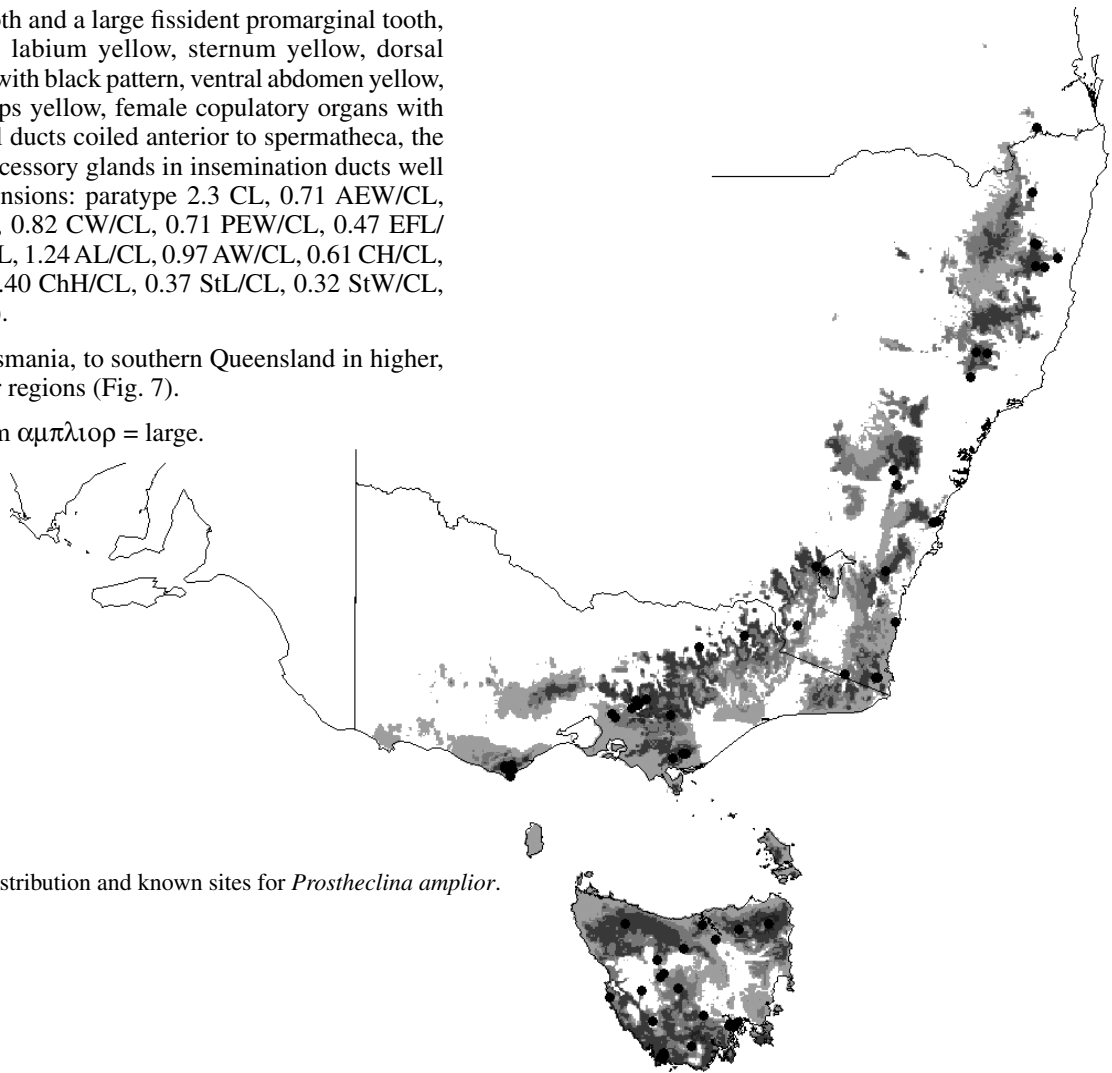 oth and a large fissident promarginal tooth,
labium yellow, sternum yellow, dorsal
with black pattern, ventral abdomen yellow,
ps yellow, female copulatory organs with
l ducts coiled anterior to spermatheca, the
cessory glands in insemination ducts well
nsions: paratype 2.3 CL, 0.71 AEW/CL,
, 0.82 CW/CL, 0.71 PEW/CL, 0.47 EFL/
L, 1.24 AL/CL, 0.97 AW/CL, 0.61 CH/CL,
.40 ChH/CL, 0.37 StL/CL, 0.32 StW/CL,
).
smania, to southern Queensland in higher,
r regions (Fig. 7).
m αμπλιορ = large.
stribution and known sites for Prostheclina amplior.